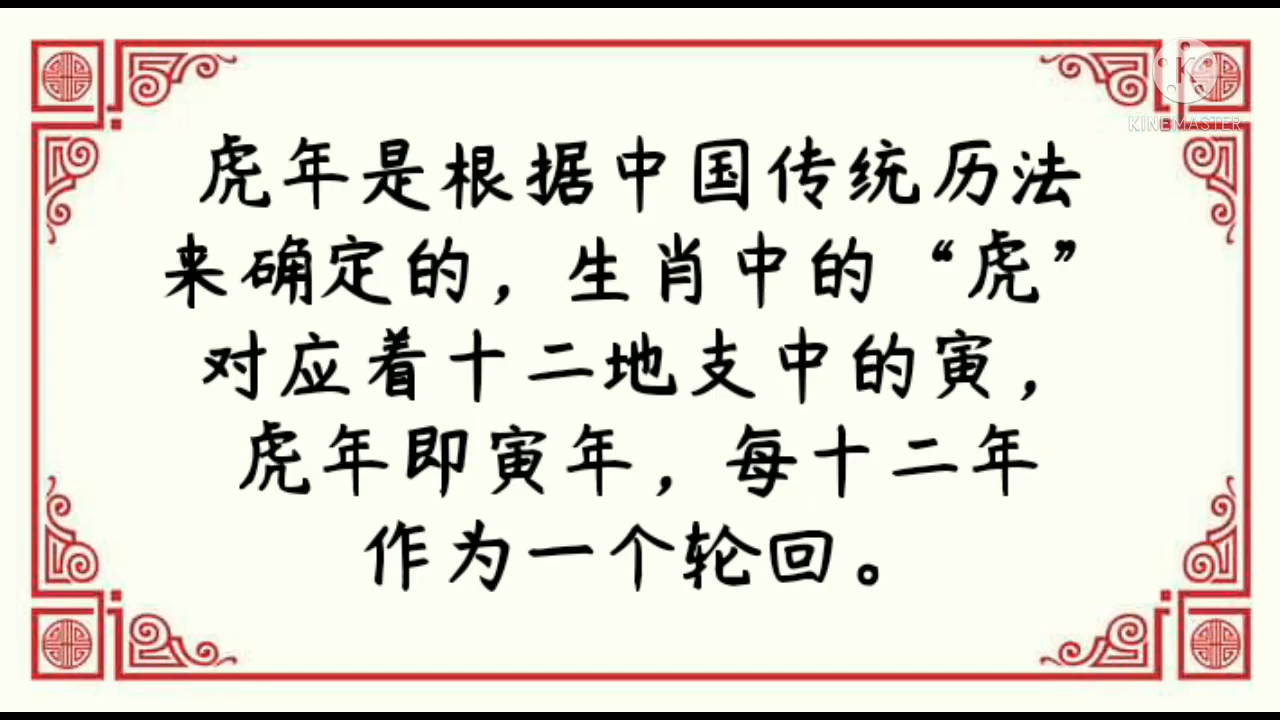 虎年是根据中国传统历法
来确定的，生肖中的“虎”
对应着十二地支中的寅，
虎年即寅年，每十二年
作为一个轮回。
K
KINEMASTER